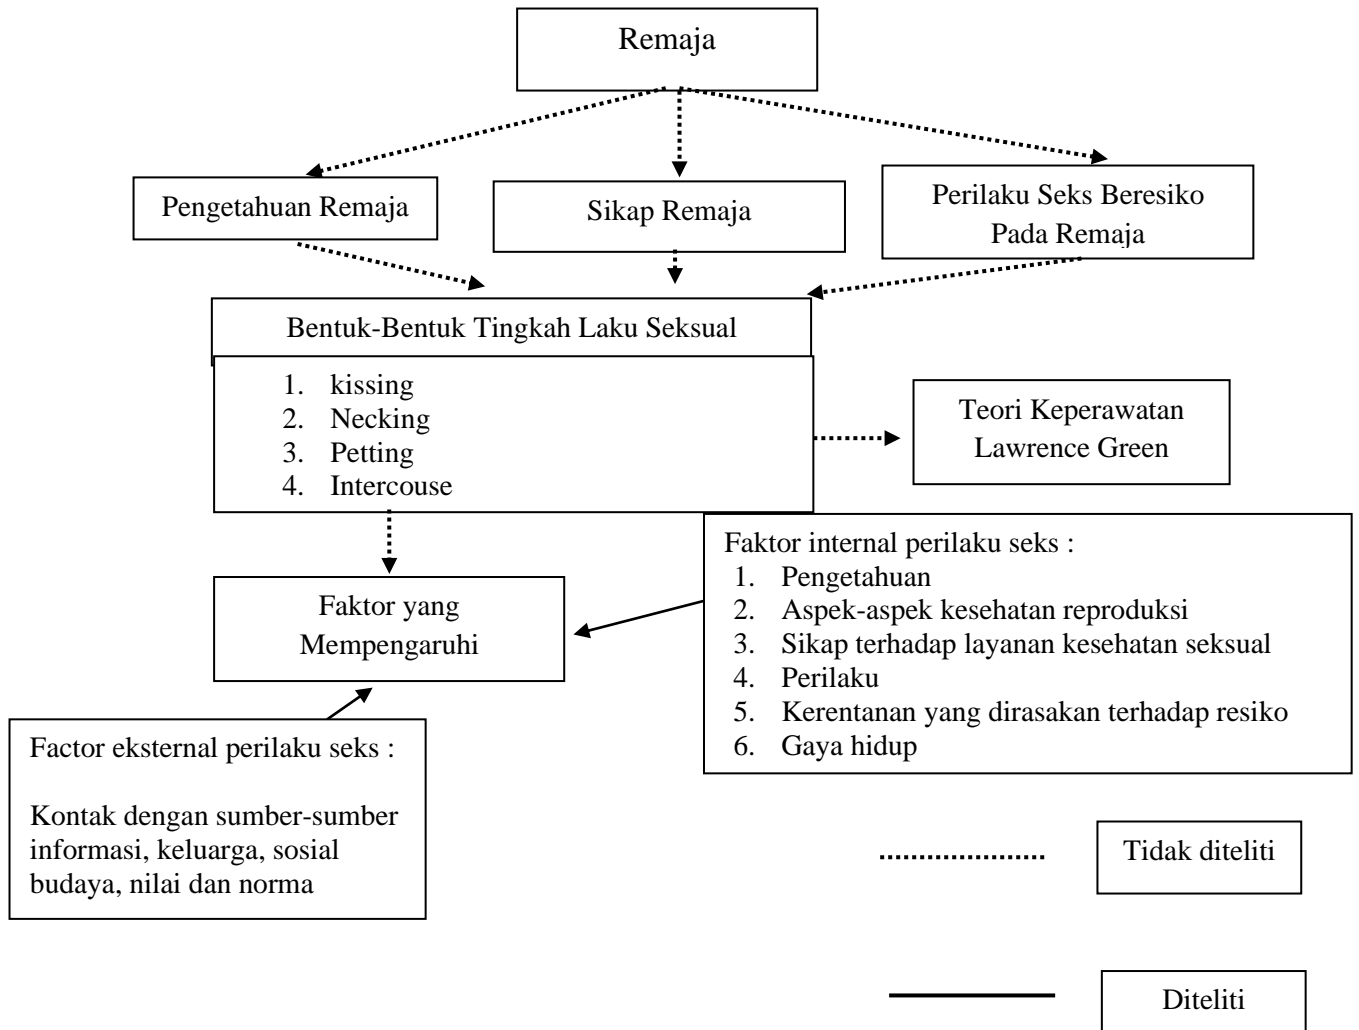 Remaja
Pengetahuan Remaja
Sikap Remaja
Perilaku Seks Beresiko
Pada Remaja
Bentuk-Bentuk Tingkah Laku Seksual
1. kissing
2. Necking
3. Petting
4. Intercouse
Teori Keperawatan
Lawrence Green
Faktor yang
Mempengaruhi
Faktor internal perilaku seks :
1. Pengetahuan
2. Aspek-aspek kesehatan reproduksi
3. Sikap terhadap layanan kesehatan seksual
4. Perilaku
5. Kerentanan yang dirasakan terhadap resiko
6. Gaya hidup
Factor eksternal perilaku seks :
Kontak dengan sumber-sumber
informasi, keluarga, sosial
budaya, nilai dan norma
Tidak diteliti
Diteliti